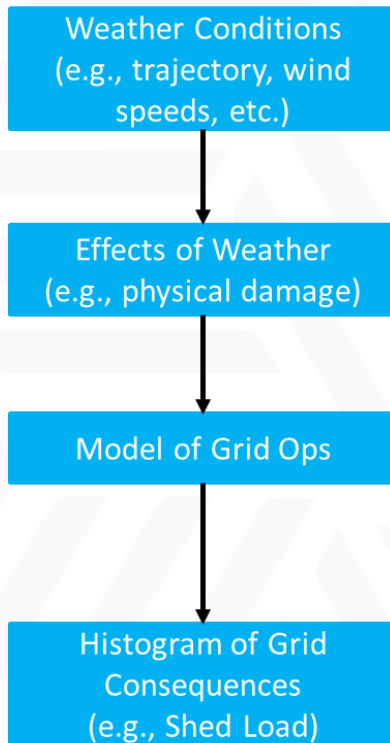 Weather Conditions
(e.g., trajectory, wind
speeds, etc.)
Effects of Weather
(e.g., physical damage)
Model of Grid Ops
Histogram of Grid
Consequences
(e.g., Shed Load)